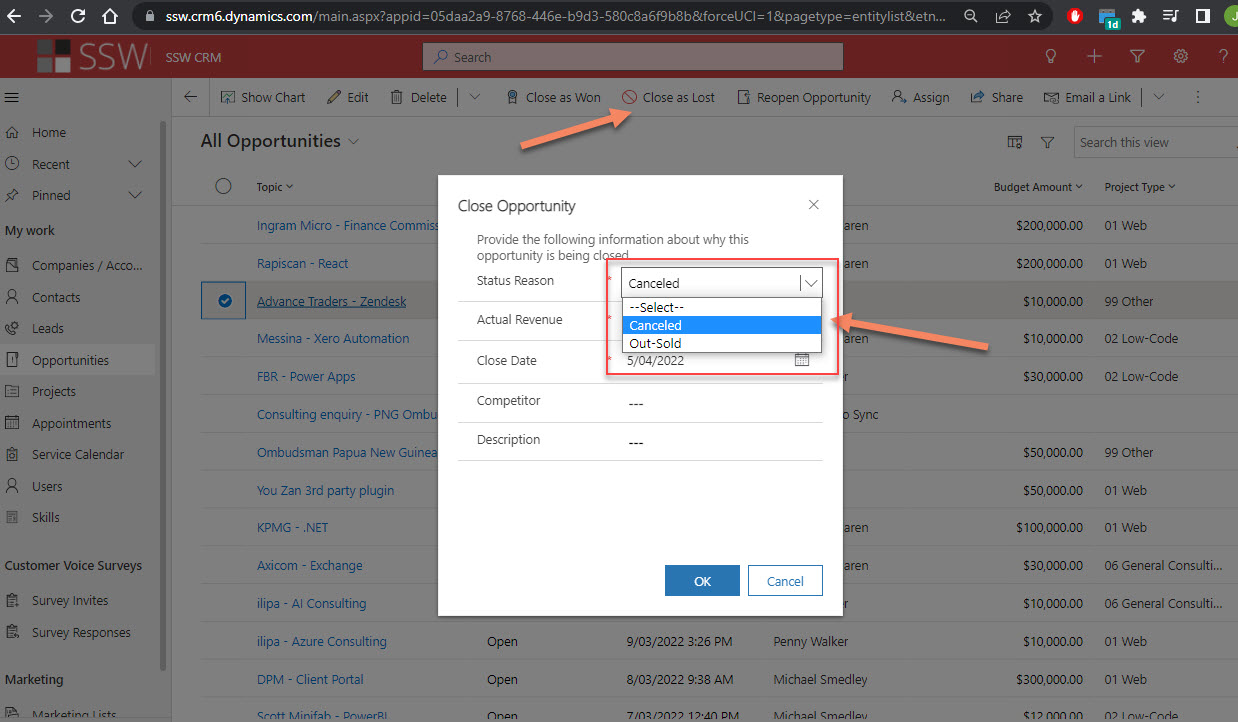 ssw.crm6.dynamics.com/main.aspx?appid=05daa2a9-8768-446e-b9d3-580c8a6f9b8b&forceUCI=1&pagetype=entitylist&etn...
1d
J
SSW SSW CRM
Search
?
Show Chart Edit Delete Close as Won Close as Lost Reopen Opportunity Assign Share Email a Link
Home
Recent
Pinned
My work
Companies / Acco...
Contacts
Leads
Opportunities
Projects
Appointments
Service Calendar
Users
Skills
Customer Voice Surveys
Survey Invites
Survey Responses
Marketing
Marketing Lists
All Opportunities
Search this view
Topic Budget Amount Project Type
Ingram Micro - Finance Commiss aren $200,000.00 01 Web
Rapiscan - React aren $200,000.00 01 Web
Advance Traders - Zendesk $10,000.00 99 Other
Messina - Xero Automation aren $10,000.00 02 Low-Code
FBR - Power Apps r $30,000.00 02 Low-Code
Consulting enquiry - PNG Ombu o Sync
Ombudsman Papua New Guinea $50,000.00 99 Other
You Zan 3rd party plugin $50,000.00 01 Web
KPMG - .NET aren $100,000.00 01 Web
Axicom - Exchange aren $30,000.00 06 General Consulti...
ilipa - AI Consulting r $10,000.00 06 General Consulti...
ilipa - Azure Consulting Open 9/03/2022 3:26 PM Penny Walker $10,000.00 01 Web
DPM - Client Portal Open 8/03/2022 9:38 AM Michael Smedley $300,000.00 01 Web
Scott Minifab - PowerBI Open 7/03/2022 12:40 PM Michael Smedley $12,000.00 02 Low-Code
Close Opportunity
Provide the following information about why this
opportunity is being closed.
Status Reason * Canceled
--Select--
Canceled
Out-Sold
Actual Revenue *
Close Date * 5/04/2022
Competitor ---
Description ---
OK Cancel